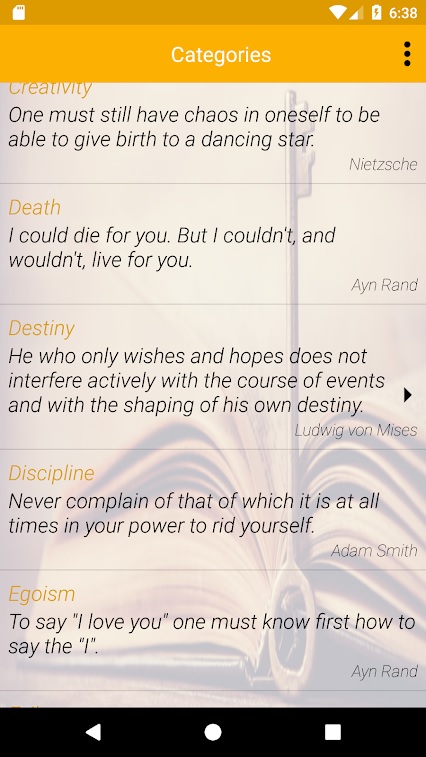 6:38
Categories
Creativity
One must still have chaos in oneself to be
able to give birth to a dancing star.
Nietzsche
Death
I could die for you. But I couldn't, and
wouldn't, live for you.
Ayn Rand
Destiny
He who only wishes and hopes does not
interfere actively with the course of events
and with the shaping of his own destiny.
Ludwig von Mises
Discipline
Never complain of that of which it is at all
times in your power to rid yourself.
Adam Smith
Egoism
To say "I love you" one must know first how to
say the "I".
Ayn Rand